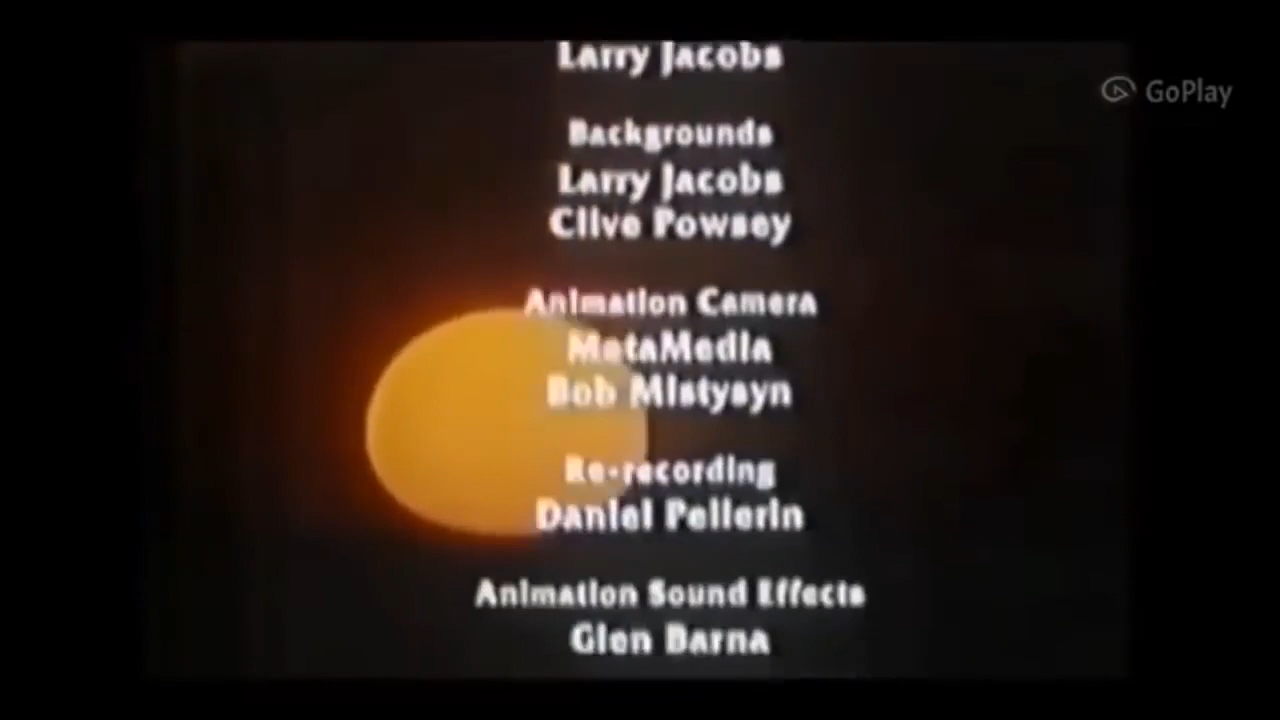 Larry Jacobs
GoPlay
Backgrounds
Larry Jacobs
Clive Powsey
Animation Camera
MetaMedia
Bob Mistysyn
Re-recording
Daniel Pellerin
Animation Sound Effects
Glen Barna